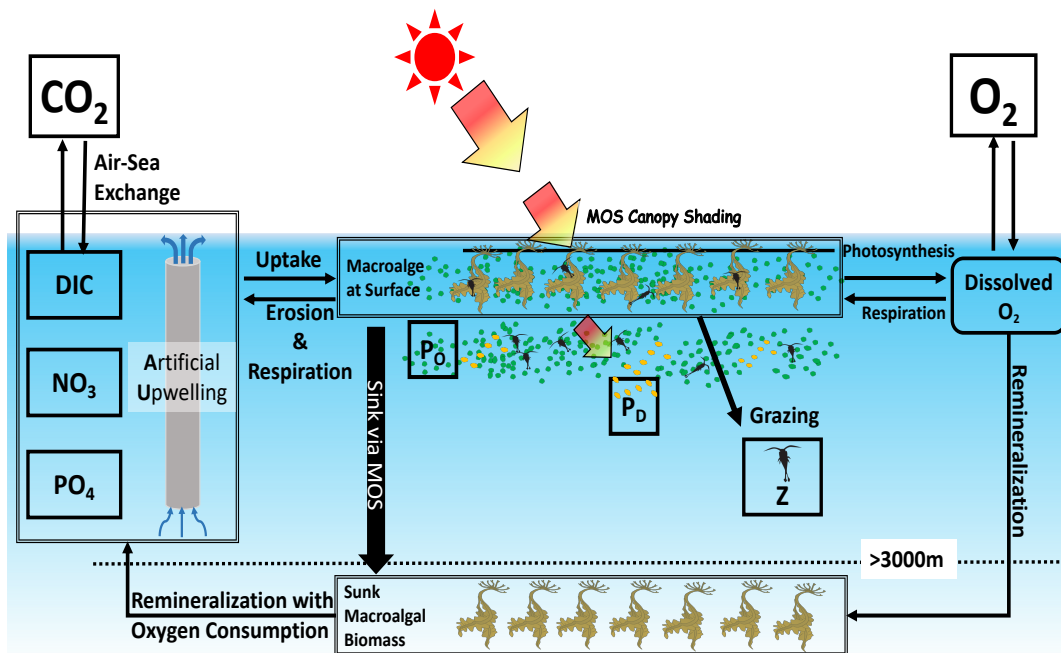 CO2
Air-Sea
Exchange
O2
MOS Canopy Shading
DIC
NO3
PO4
Artificial
Upwelling
Uptake
Erosion
&
Respiration
Macroalge
at Surface
Photosynthesis
Respiration
Dissolved
O2
PO
PD
Grazing
Z
Sink via MOS
Remineralization
>3000m
Remineralization with
Oxygen Consumption
Sunk
Macroalgal
Biomass